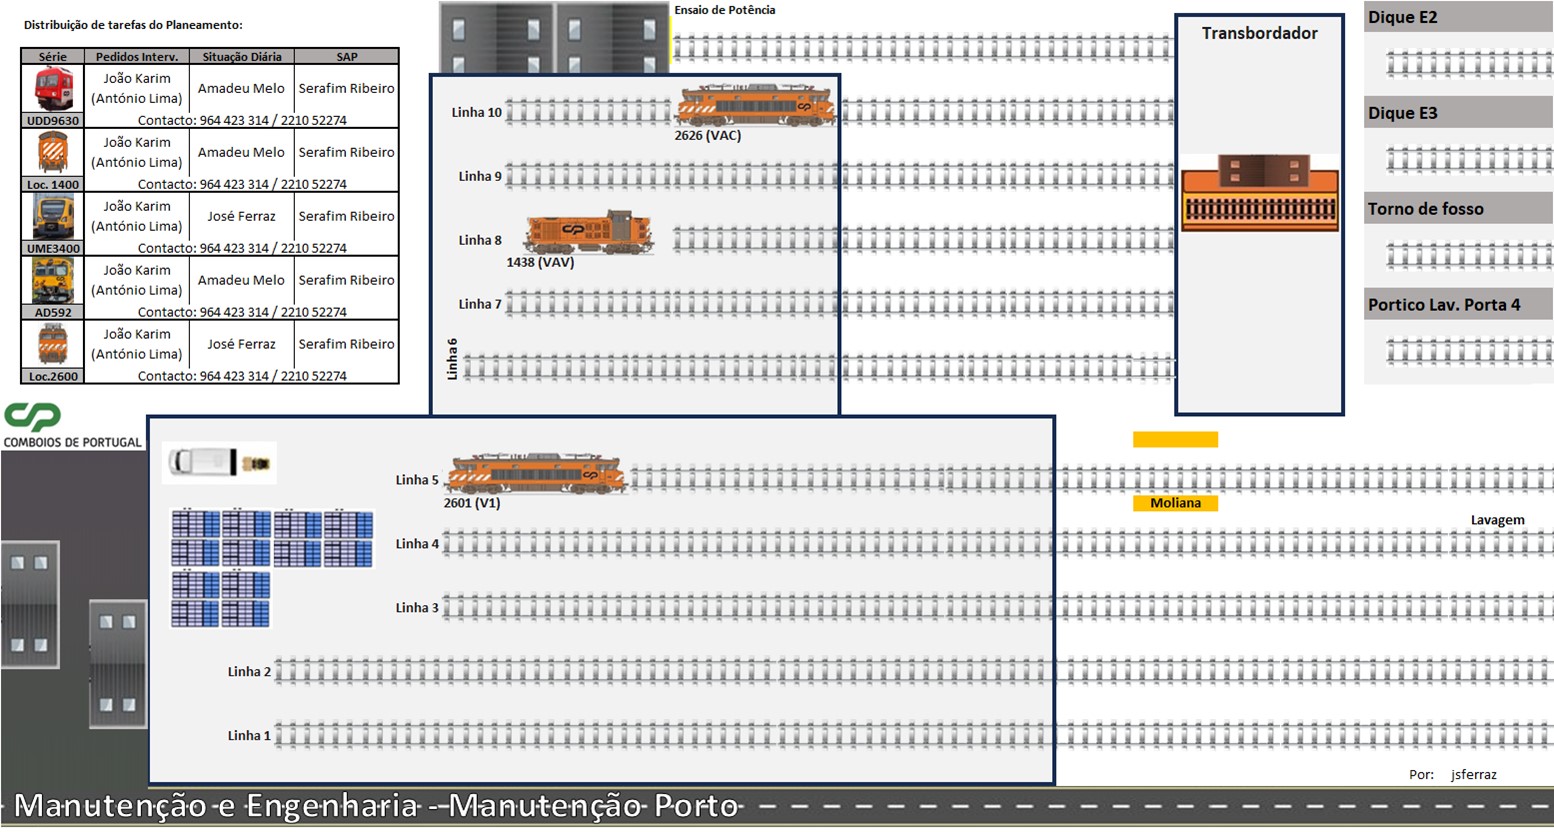 Distribuição de tarefas do Planeamento:
Série Pedidos Interv. Situação Diária SAP
João Karim
(António Lima) Amadeu Melo Serafim Ribeiro
UDD9630 Contacto: 964 423 314 / 2210 52274
João Karim
(António Lima) Amadeu Melo Serafim Ribeiro
Loc. 1400 Contacto: 964 423 314 / 2210 52274
João Karim
(António Lima) José Ferraz Serafim Ribeiro
UME3400 Contacto: 964 423 314 / 2210 52274
João Karim
(António Lima) Amadeu Melo Serafim Ribeiro
AD592 Contacto: 964 423 314 / 2210 52274
João Karim
(António Lima) José Ferraz Serafim Ribeiro
Loc.2600 Contacto: 964 423 314 / 2210 52274
Ensaio de Potência
Linha 10
2626 (VAC)
Linha 9
Linha 8
1438 (VAV)
Linha 7
Linha 6
Transbordador
Dique E2
Dique E3
Torno de fosso
Portico Lav. Porta 4
CP
COMBOIOS DE PORTUGAL
Linha 5
2601 (V1)
Moliana
Lavagem
Linha 4
Linha 3
Linha 2
Linha 1
Por: jsferraz
Manutenção e Engenharia - Manutenção Porto